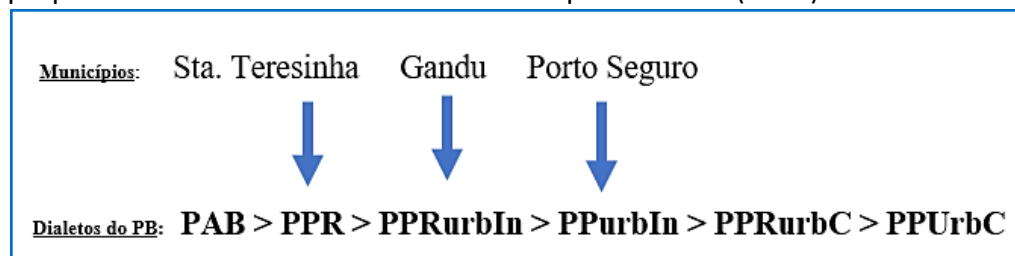 Municípios: Sta. Teresinha Gandu Porto Seguro
Dialetos do PB: PAB > PPR > PPRurbIn > PPurbIn > PPRurbC > PPUrbC